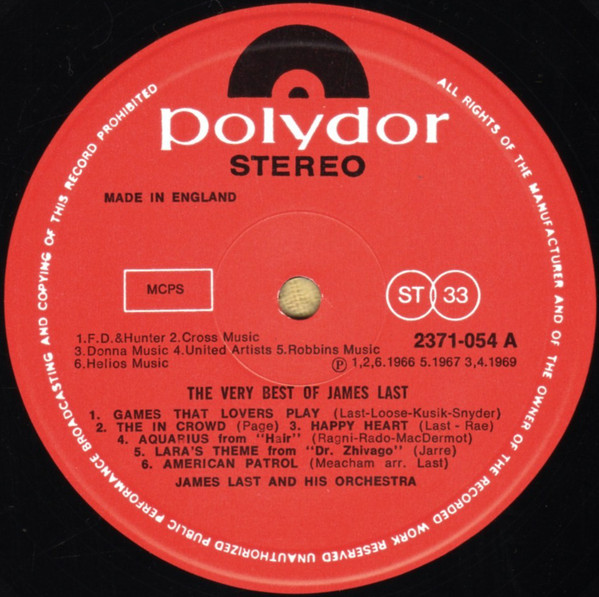 polydor
STEREO
MADE IN ENGLAND
MCPS
ST 33
1.F.D.&Hunter 2.Cross Music
3.Donna Music 4.United Artists 5.Robbins Music
6.Helios Music
2371-054 A
Ⓟ 1,2,6.1966 5.1967 3,4.1969
THE VERY BEST OF JAMES LAST
1. GAMES THAT LOVERS PLAY (Last-Loose-Kusik-Snyder)
2. THE IN CROWD (Page) 3. HAPPY HEART (Last - Rae)
4. AQUARIUS from "Hair" (Ragni-Rado-MacDermot)
5. LARA'S THEME from "Dr. Zhivago" (Jarre)
6. AMERICAN PATROL (Meacham arr. Last)
JAMES LAST AND HIS ORCHESTRA
ALL RIGHTS OF THE MANUFACTURER AND OF THE OWNER OF THE RECORDED WORK RESERVED UNAUTHORIZED PUBLIC PERFORMANCE BROADCASTING AND COPYING OF THIS RECORD PROHIBITED